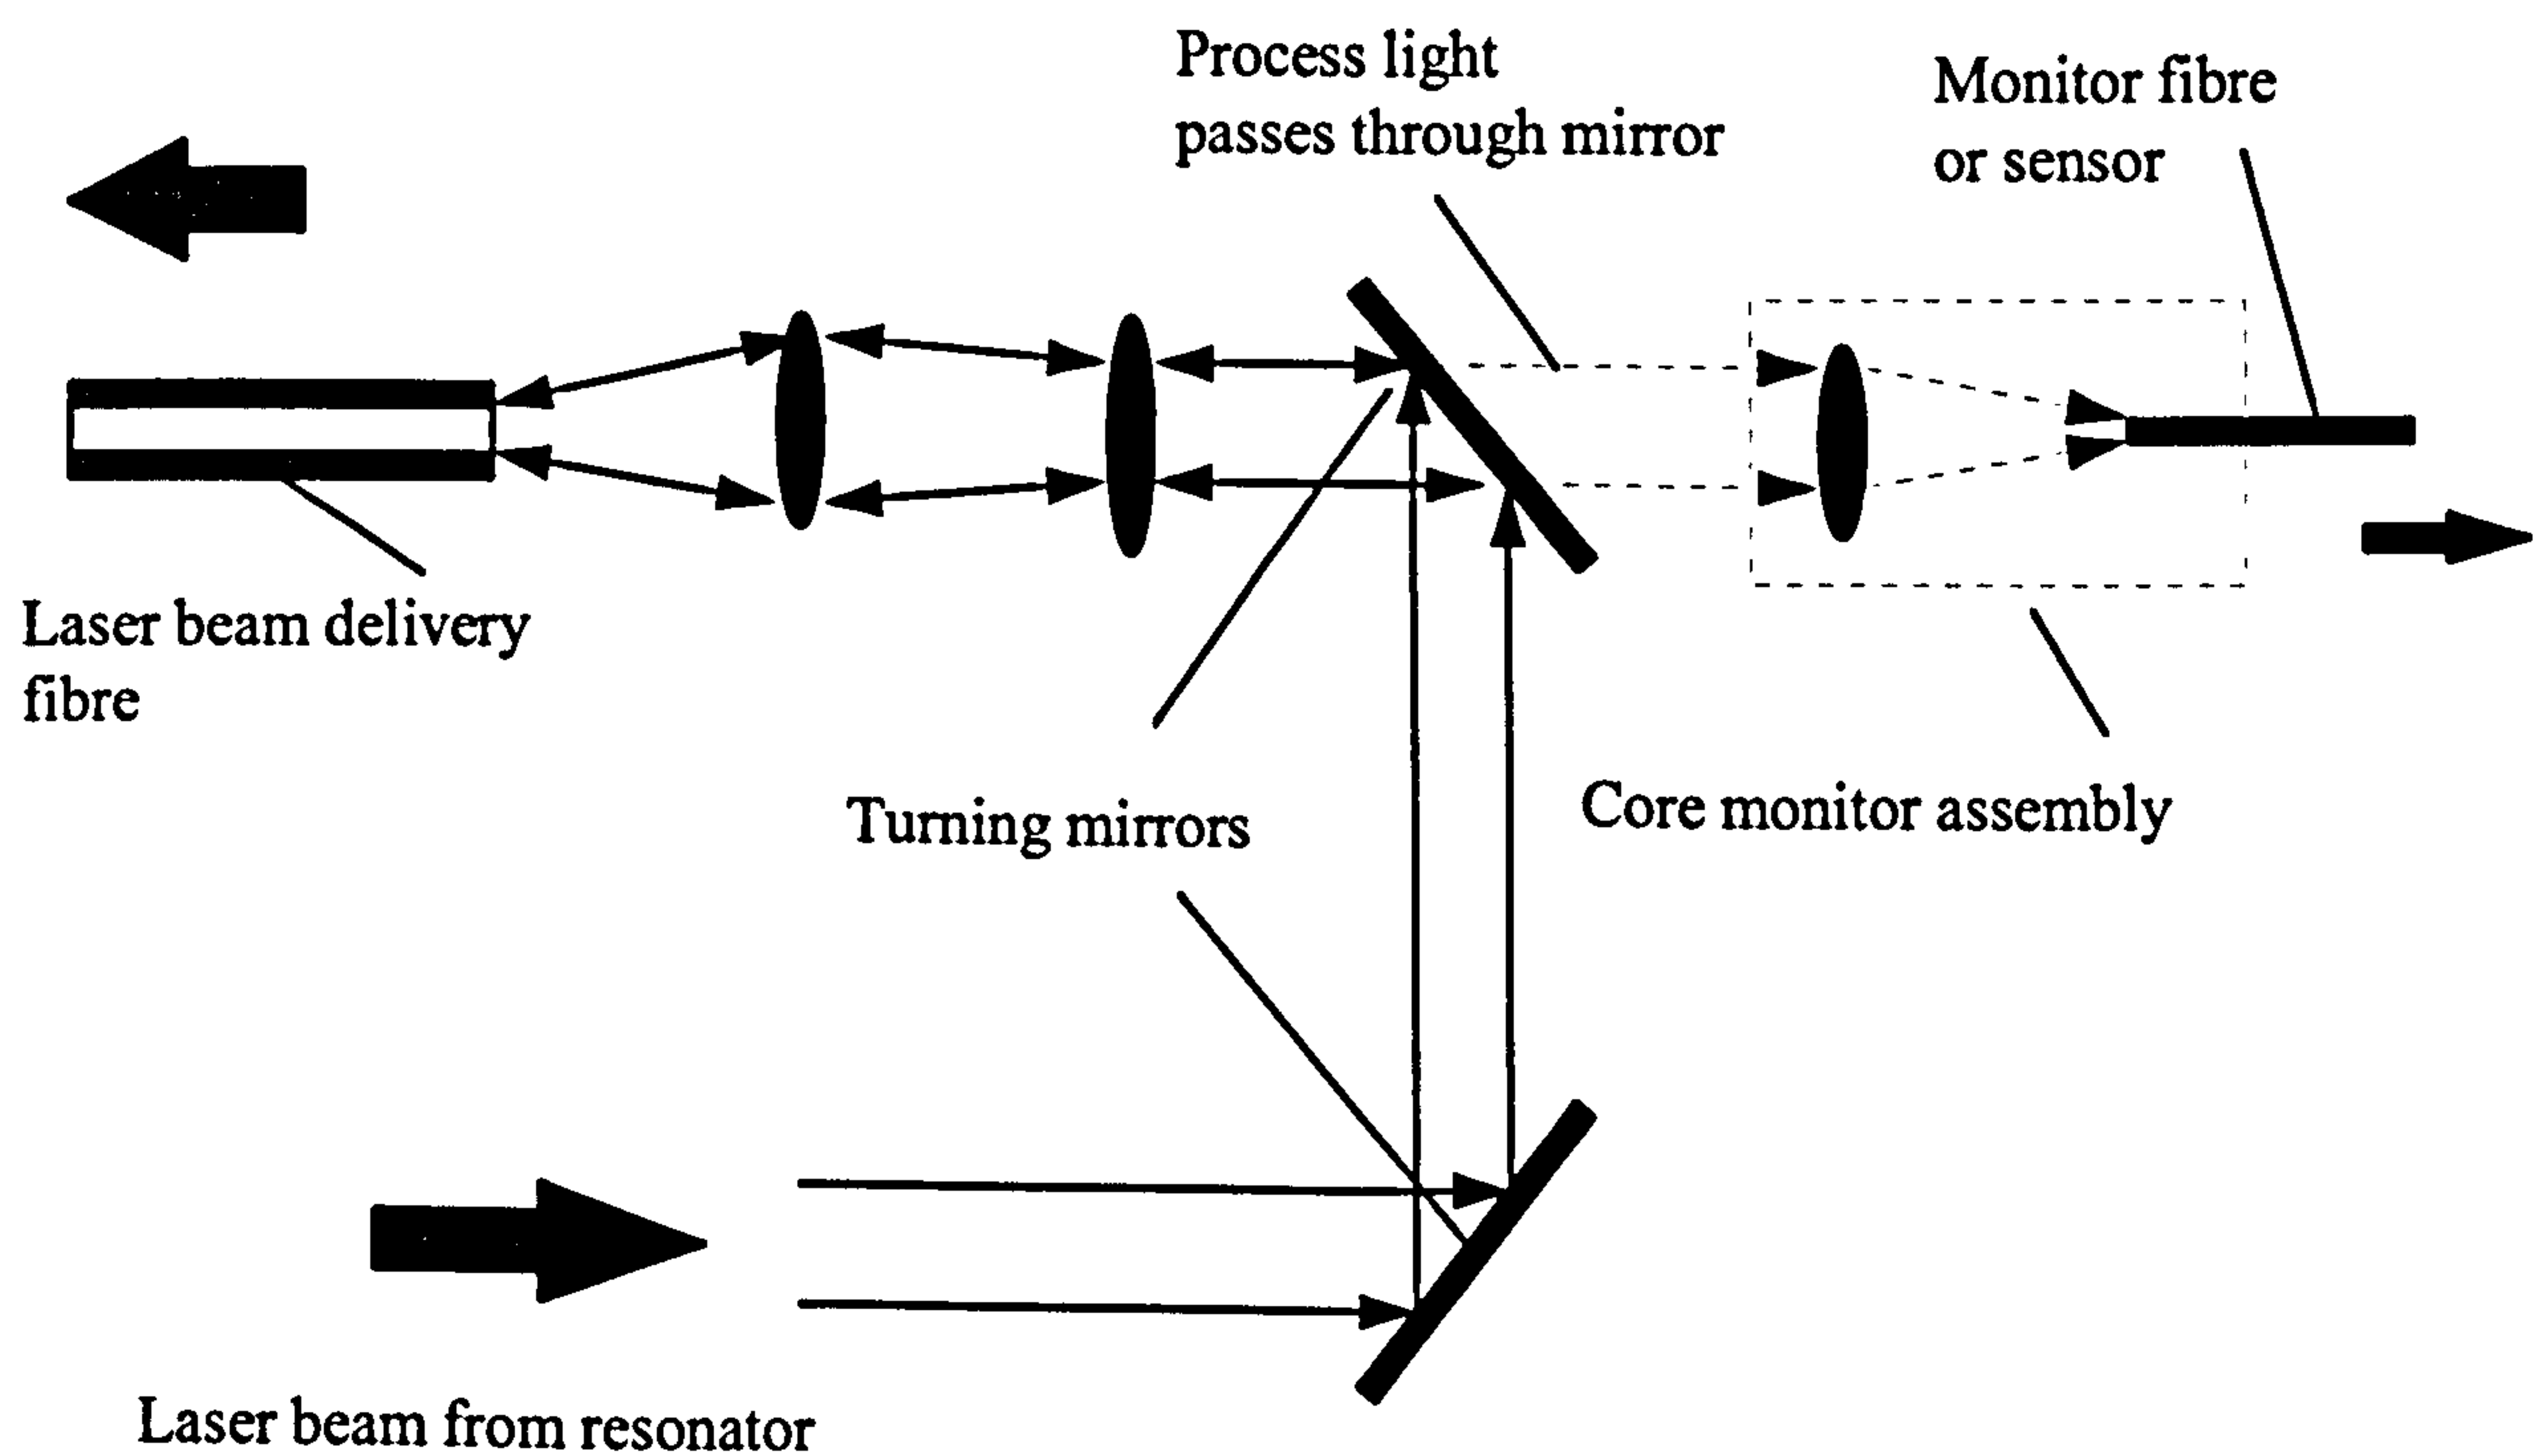 Process light
passes through mirror
Monitor fibre
or sensor
Laser beam delivery
fibre
Turning mirrors
Core monitor assembly
Laser beam from resonator